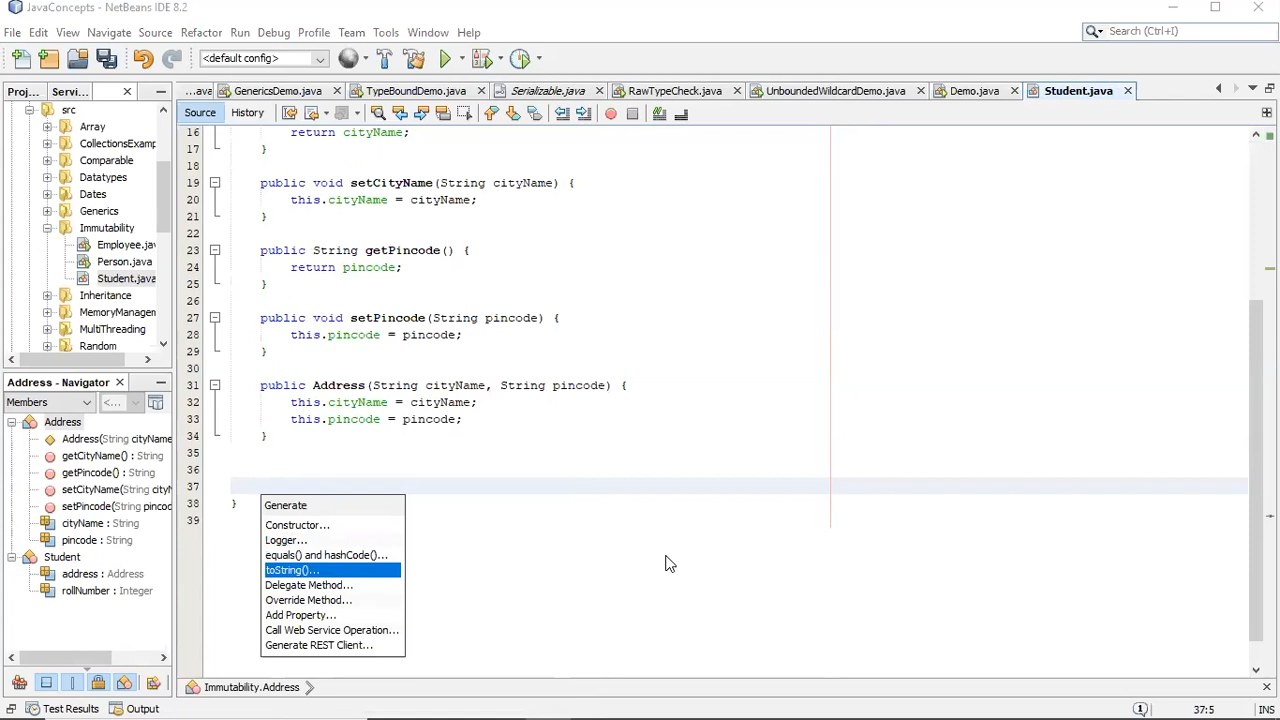 JavaConcepts - NetBeans IDE 8.2
File Edit View Navigate Source Refactor Run Debug Profile Team Tools Window Help
Search (Ctrl+I)
<default config>
Proj... Servi...
...ava GenericsDemo.java TypeBoundDemo.java Serializable.java RawTypeCheck.java UnboundedWildcardDemo.java Demo.java Student.java
Source History
src
Array
CollectionsExamp
Comparable
Datatypes
Dates
Generics
Immutability
Employee.jav
Person.java
Student.java
Inheritance
MemoryManagem
MultiThreading
Random
16 return cityName;
17 }
18
19 public void setCityName(String cityName) {
20 this.cityName = cityName;
21 }
22
23 public String getPincode() {
24 return pincode;
25 }
26
27 public void setPincode(String pincode) {
28 this.pincode = pincode;
29 }
30
31 public Address(String cityName, String pincode) {
32 this.cityName = cityName;
33 this.pincode = pincode;
34 }
35
36
37
38 }
39
Generate
Constructor...
Logger...
equals() and hashCode()...
toString()...
Delegate Method...
Override Method...
Add Property...
Call Web Service Operation...
Generate REST Client...
Address - Navigator
Members <...
Address
Address(String cityName
getCityName() : String
getPincode() : String
setCityName(String cityN
setPincode(String pincod
cityName : String
pincode : String
Student
address : Address
rollNumber : Integer
Immutability.Address
Test Results Output
1 37:5 INS